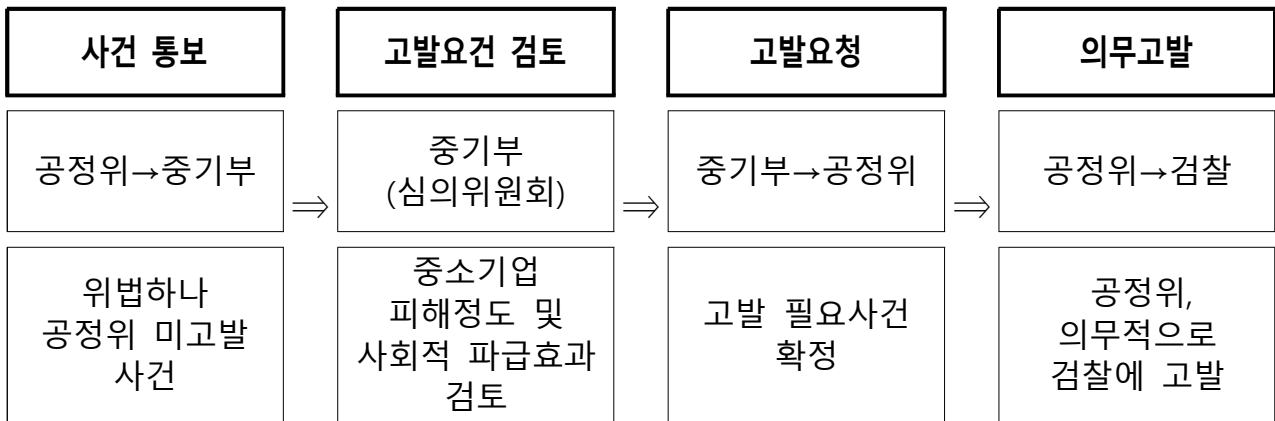 사건 통보
고발요건 검토
고발요청
의무고발
공정위→중기부
⇒
중기부
(심의위원회)
⇒
중기부→공정위
⇒
공정위→검찰
위법하나
공정위 미고발
사건
중소기업
피해정도 및
사회적 파급효과
검토
고발 필요사건
확정
공정위,
의무적으로
검찰에 고발